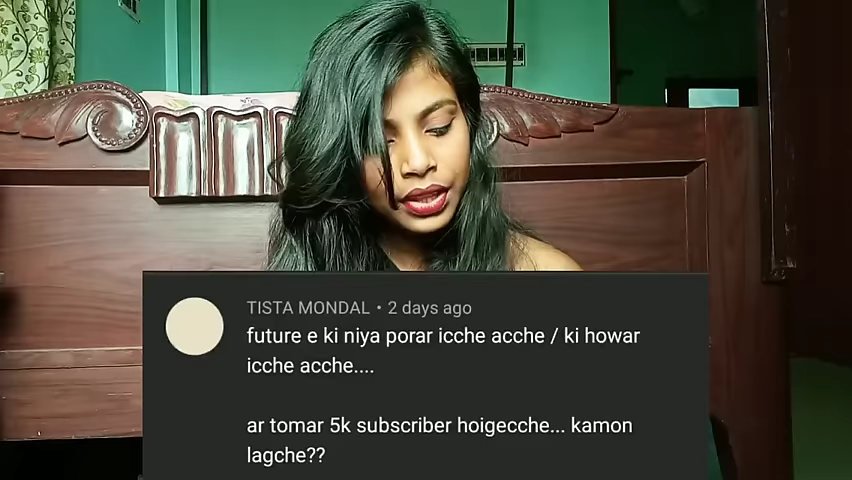 TISTA MONDAL • 2 days ago
future e ki niya porar icche acche / ki howar
icche acche....
ar tomar 5k subscriber hoigecche... kamon
lagche??